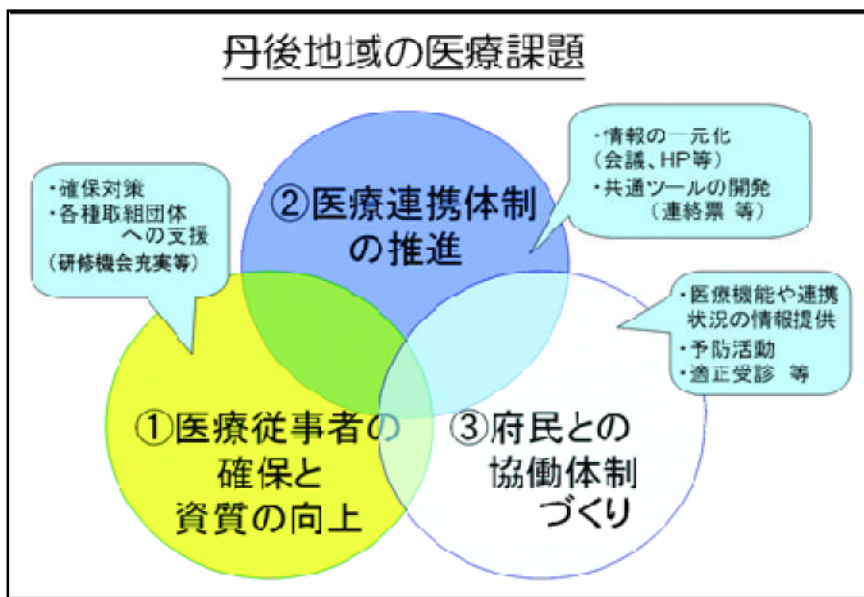 丹後地域の医療課題
・確保対策
・各種取組団体
への支援
(研修機会充実等)
②医療連携体制
の推進
・情報の一元化
(会議、HP等)
・共通ツールの開発
(連絡票 等)
・医療機能や連携
状況の情報提供
・予防活動
・適正受診 等
①医療従事者の
確保と
資質の向上
③府民との
協働体制
づくり